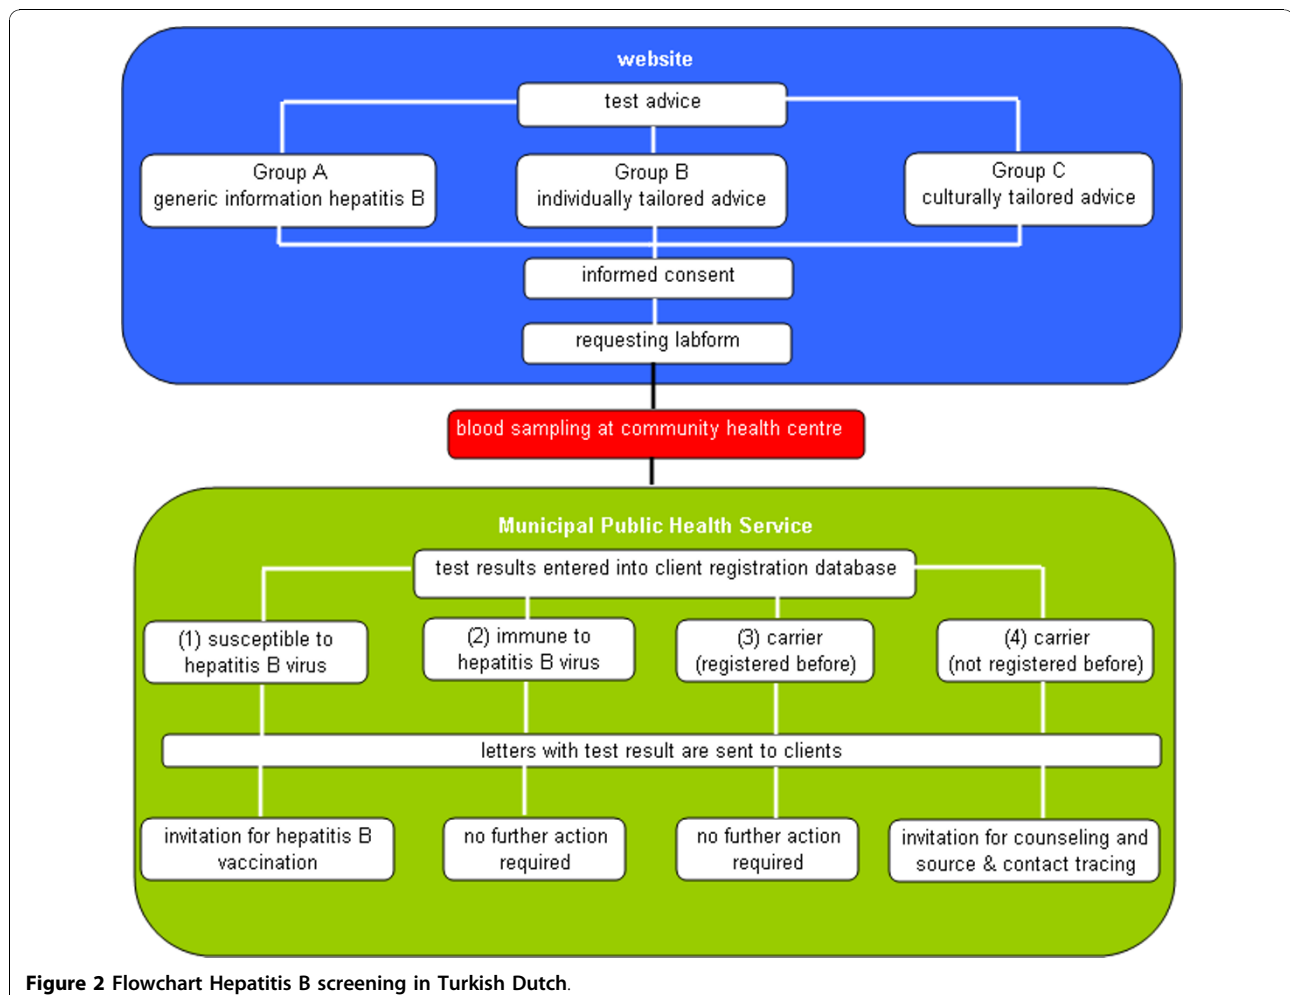 website
test advice
Group A
generic information hepatitis B
Group B
individually tailored advice
Group C
culturally tailored advice
informed consent
requesting labform
blood sampling at community health centre
Municipal Public Health Service
test results entered into client registration database
(1) susceptible to
hepatitis B virus
(2) immune to
hepatitis B virus
(3) carrier
(registered before)
(4) carrier
(not registered before)
letters with test result are sent to clients
invitation for hepatitis B
vaccination
no further action
required
no further action
required
invitation for counseling and
source & contact tracing
Figure 2 Flowchart Hepatitis B screening in Turkish Dutch.